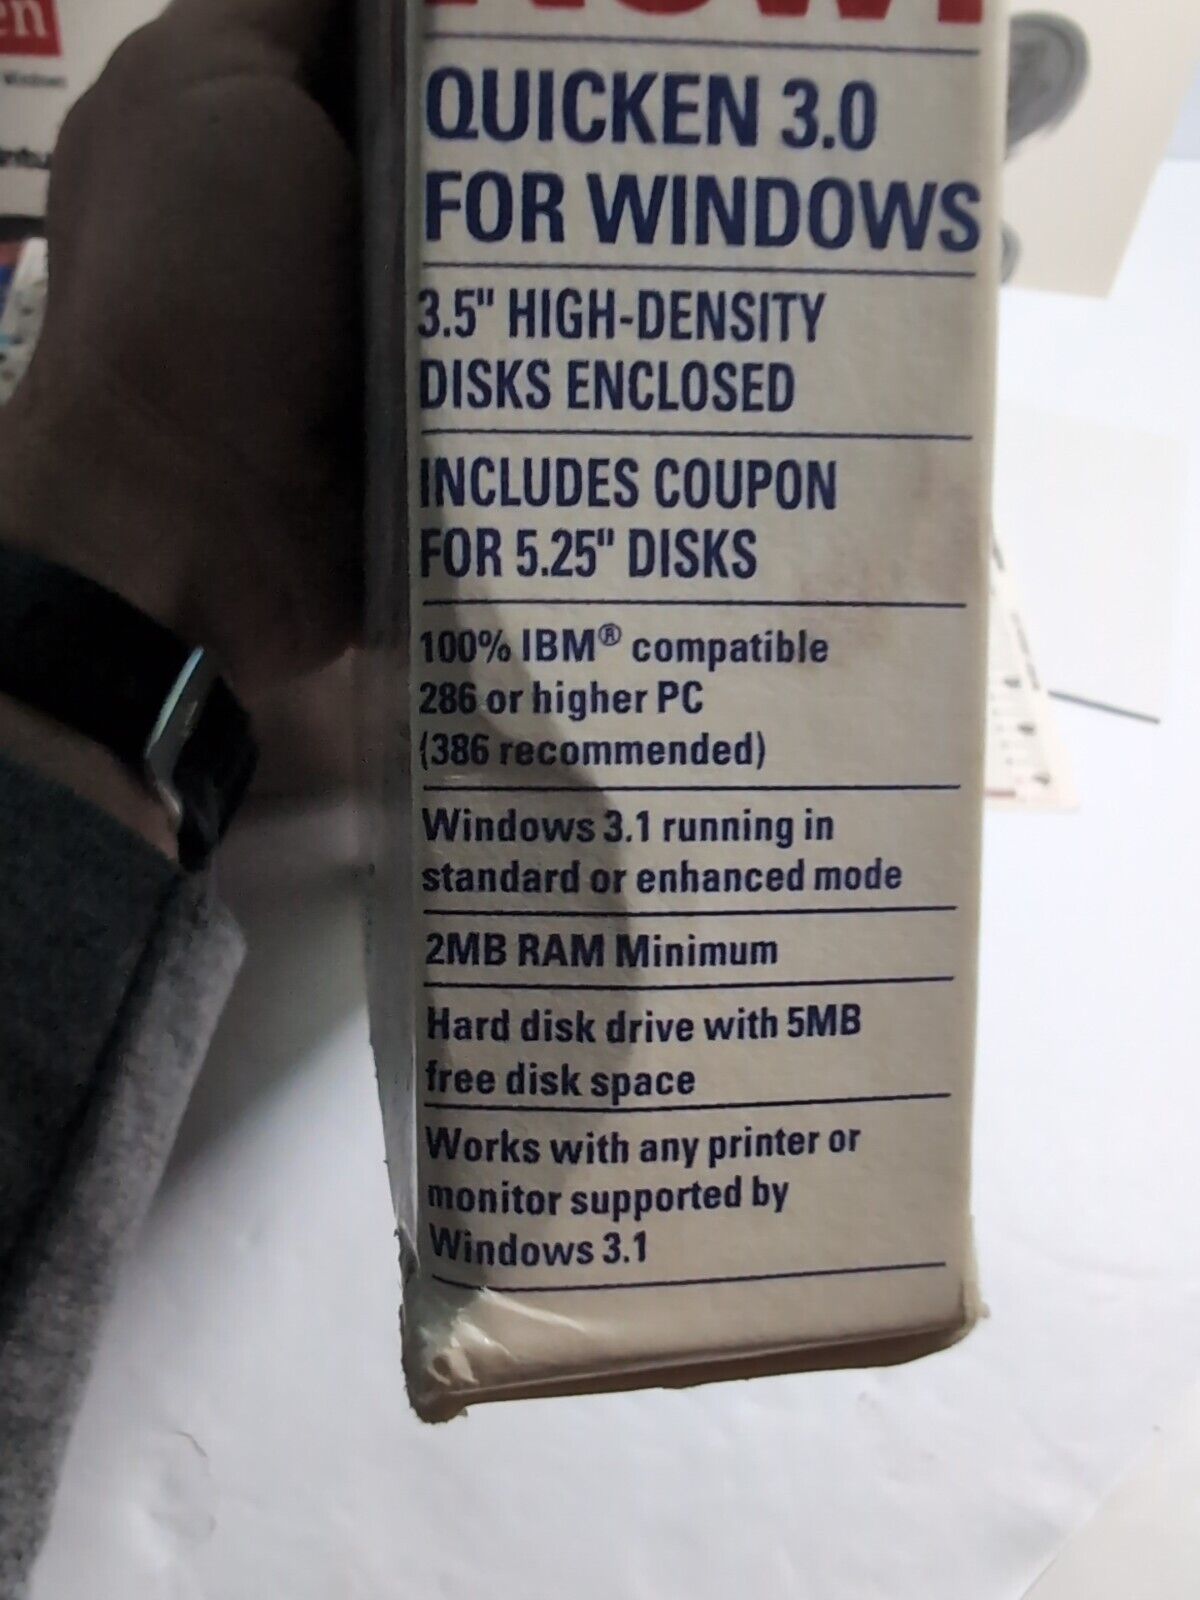 NOW!
QUICKEN 3.0
FOR WINDOWS
3.5" HIGH-DENSITY
DISKS ENCLOSED
INCLUDES COUPON
FOR 5.25" DISKS
100% IBM® compatible
286 or higher PC
(386 recommended)
Windows 3.1 running in
standard or enhanced mode
2MB RAM Minimum
Hard disk drive with 5MB
free disk space
Works with any printer or
monitor supported by
Windows 3.1
en
Windows